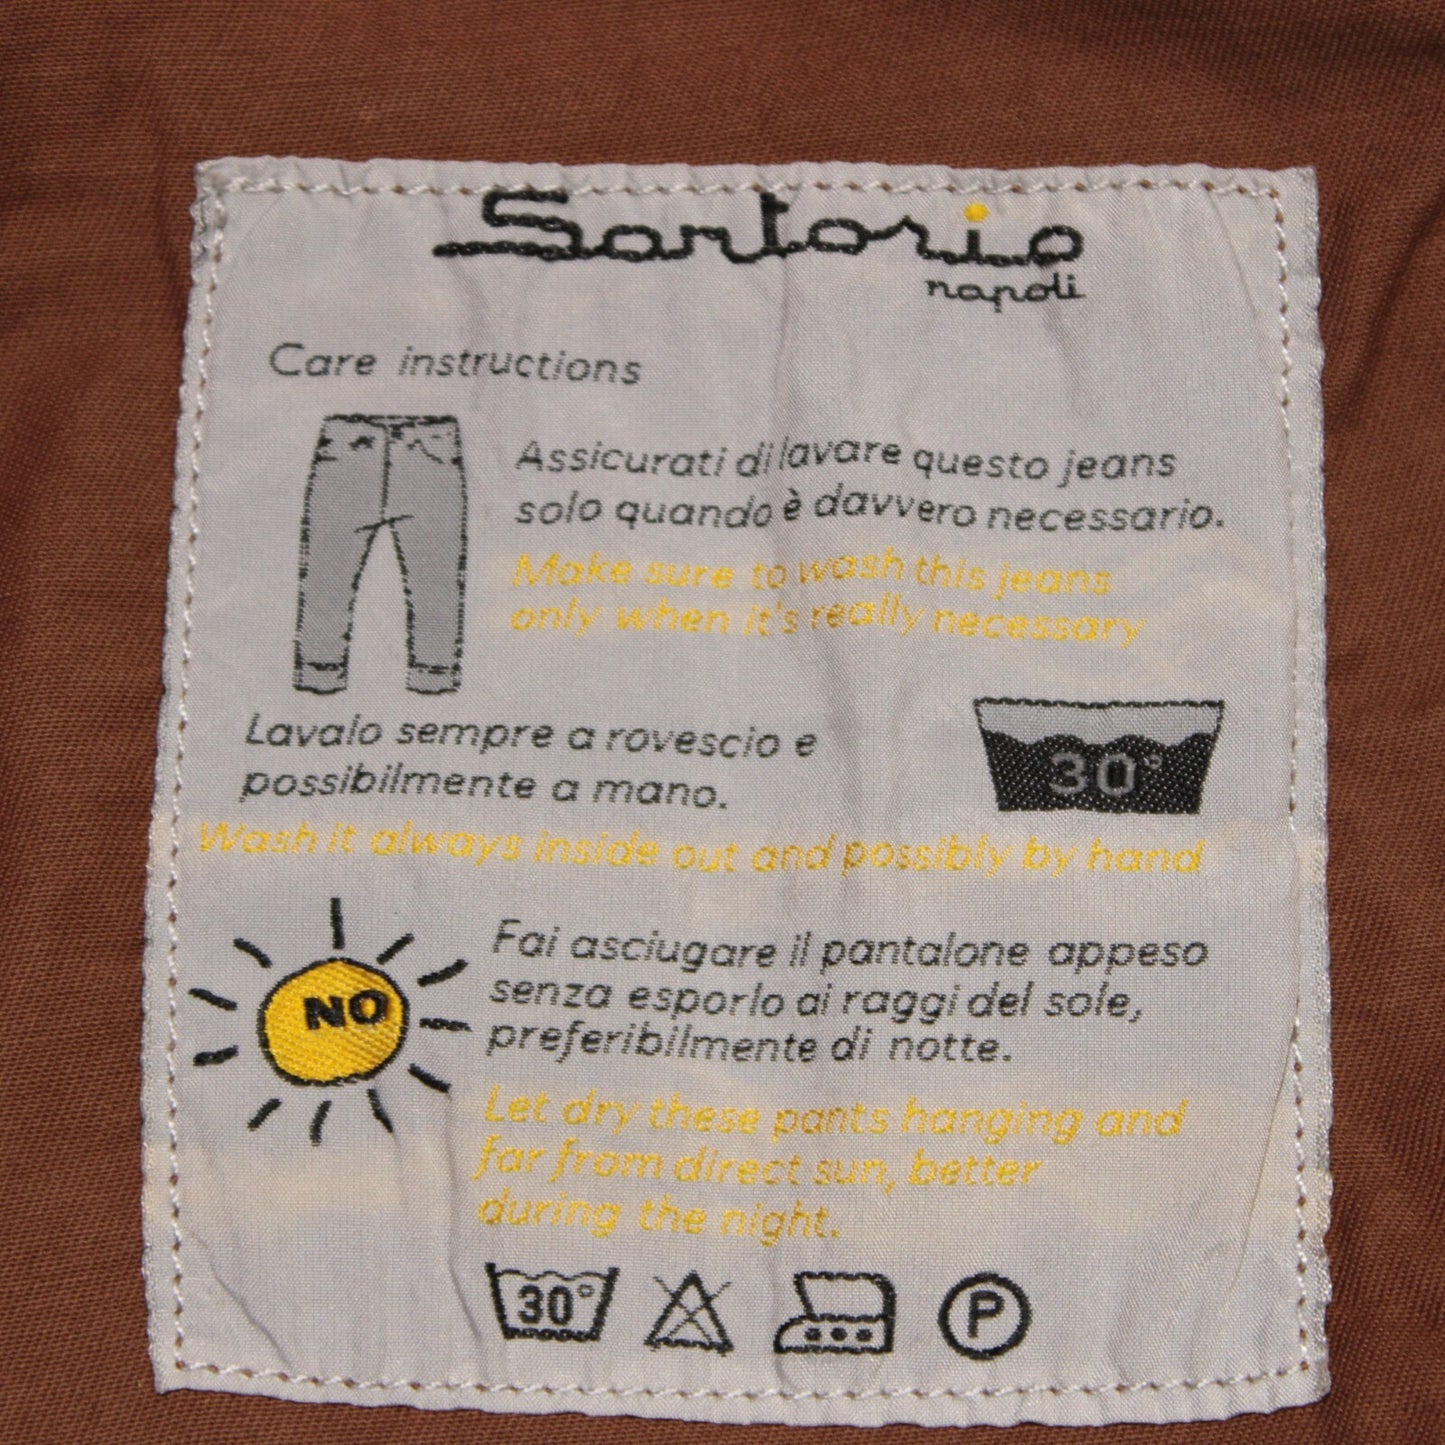 Sartorio
napoli
Care instructions
Assicurati di lavare questo jeans
solo quando è davvero necessario.
Make sure to wash this jeans
only when it's really necessary
Lavalo sempre a rovescio e
possibilmente a mano.
30°
Wash it always inside out and possibly by hand
NO
Fai asciugare il pantalone appeso
senza esporlo ai raggi del sole,
preferibilmente di notte.
Let dry these pants hanging and
far from direct sun, better
during the night.
30° P